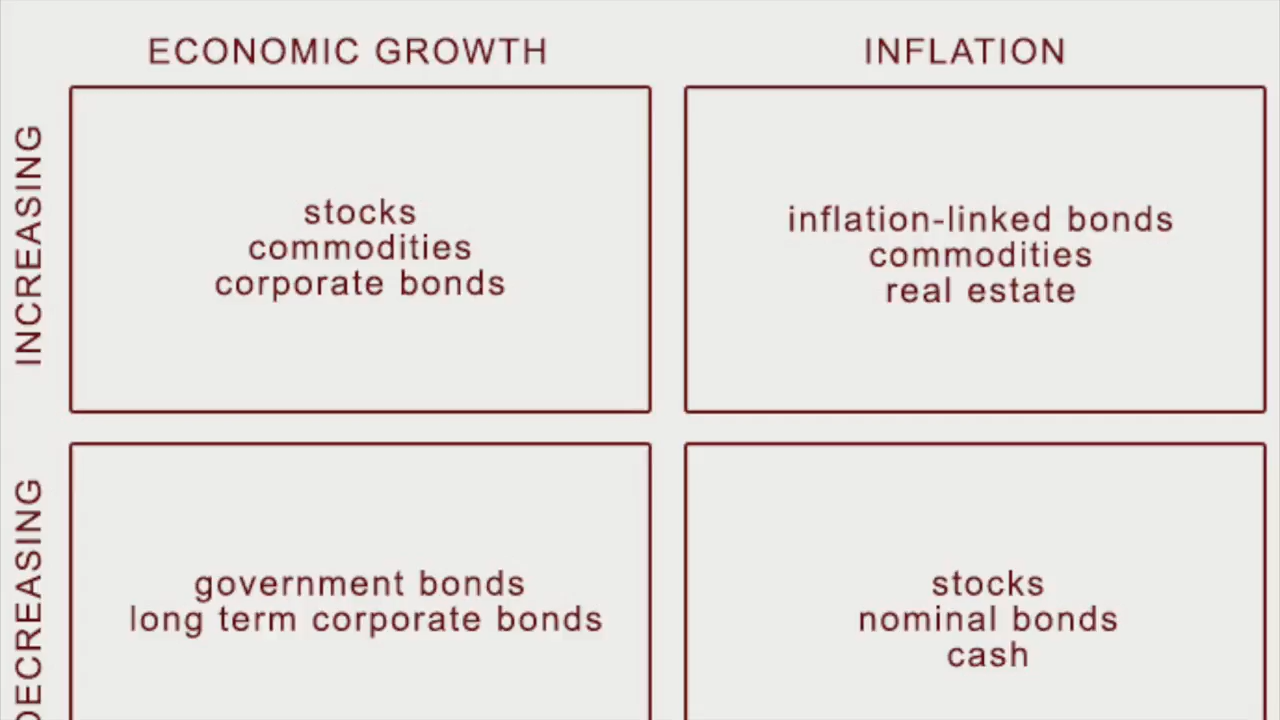 ECONOMIC GROWTH
INFLATION
INCREASING
stocks
commodities
corporate bonds
inflation-linked bonds
commodities
real estate
DECREASING
government bonds
long term corporate bonds
stocks
nominal bonds
cash